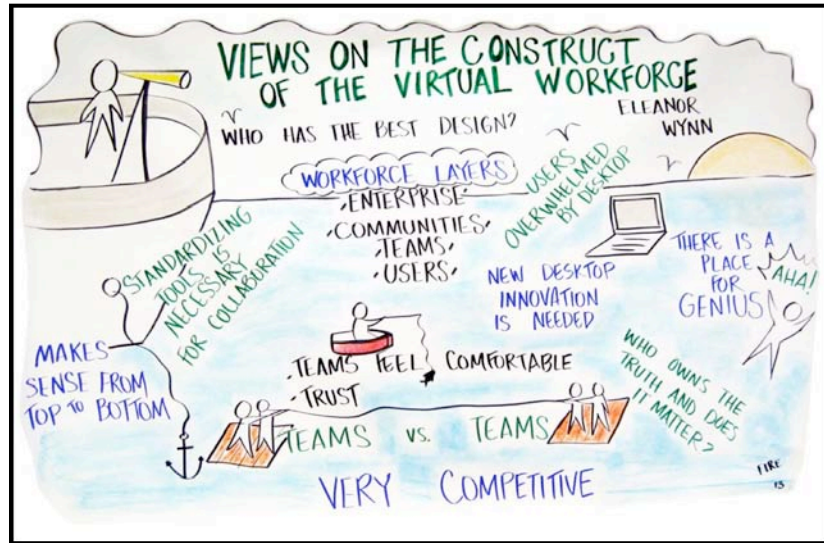 VIEWS ON THE CONSTRUCT
OF THE VIRTUAL WORKFORCE
ELEANOR
WYNN
WHO HAS THE BEST DESIGN?
WORKFORCE LAYERS
ENTERPRISE
COMMUNITIES
TEAMS
USERS
USERS
OVERWHELMED
BY DESKTOP
STANDARDIZING
TOOLS IS
NECESSARY
FOR COLLABORATION
NEW DESKTOP
INNOVATION
IS NEEDED
THERE IS A
PLACE
FOR
GENIUS
AHA!
MAKES
SENSE FROM
TOP TO BOTTOM
TEAMS FEEL COMFORTABLE
TRUST
WHO OWNS THE
TRUTH AND DOES
IT MATTER?
TEAMS VS. TEAMS
VERY COMPETITIVE
FIRE
13